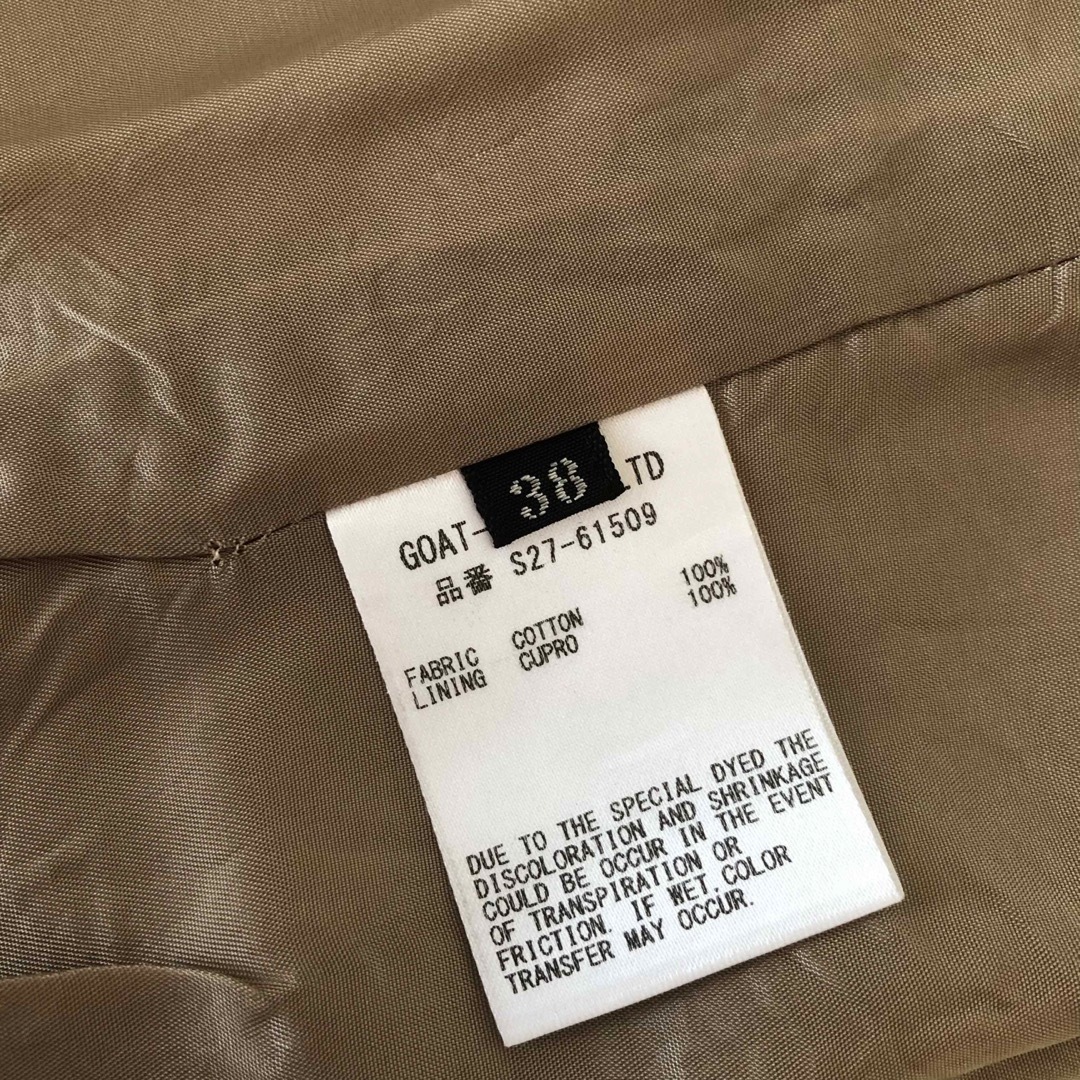 38
GOAT- LTD
品番 S27-61509
FABRIC COTTON 100%
LINING CUPRO 100%
DUE TO THE SPECIAL DYED THE
DISCOLORATION AND SHRINKAGE
COULD BE OCCUR IN THE EVENT
OF TRANSPIRATION OR
FRICTION. IF WET,COLOR
TRANSFER MAY OCCUR.